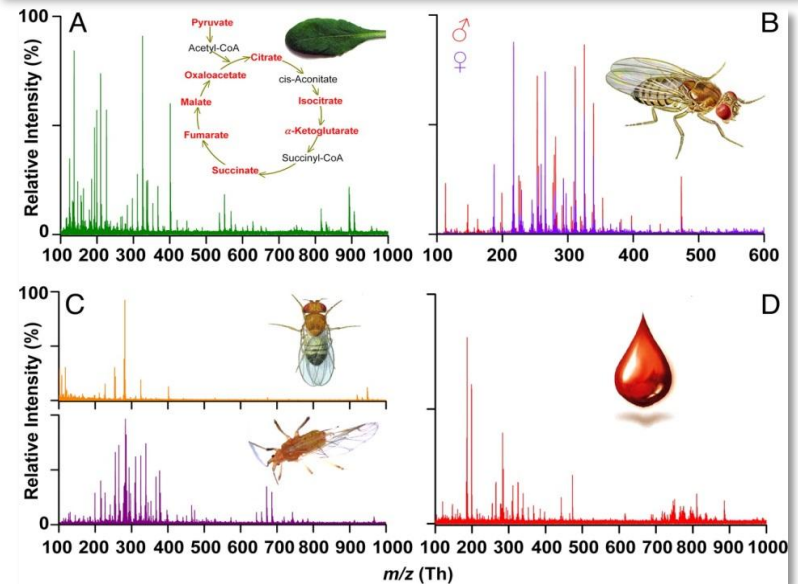 A
100
Relative Intensity (%)
0
Pyruvate
Acetyl-CoA
Citrate
Oxaloacetate
cis-Aconitate
Malate
Isocitrate
Fumarate
α-Ketoglutarate
Succinyl-CoA
Succinate
100 200 300 400 500 600 700 800 900 1000
B
♂
♀
100 200 300 400 500 600
C
100
Relative Intensity (%)
0
100 200 300 400 500 600 700 800 900 1000
D
100 200 300 400 500 600 700 800 900 1000
m/z (Th)